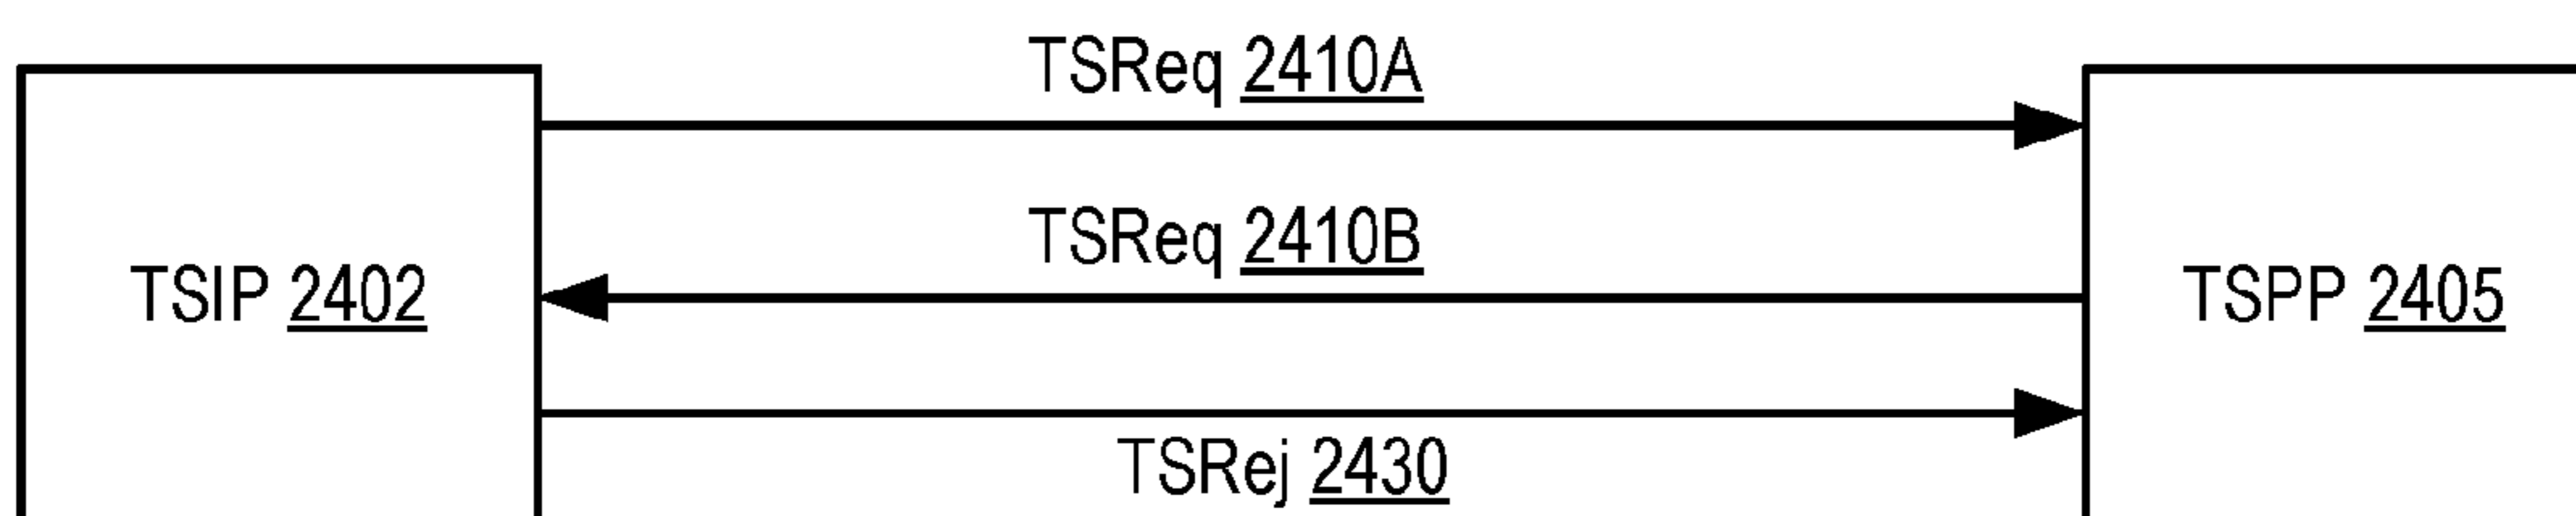 TSReq 2410A
TSReq 2410B
TSIP 2402
TSPP 2405
TSRej 2430